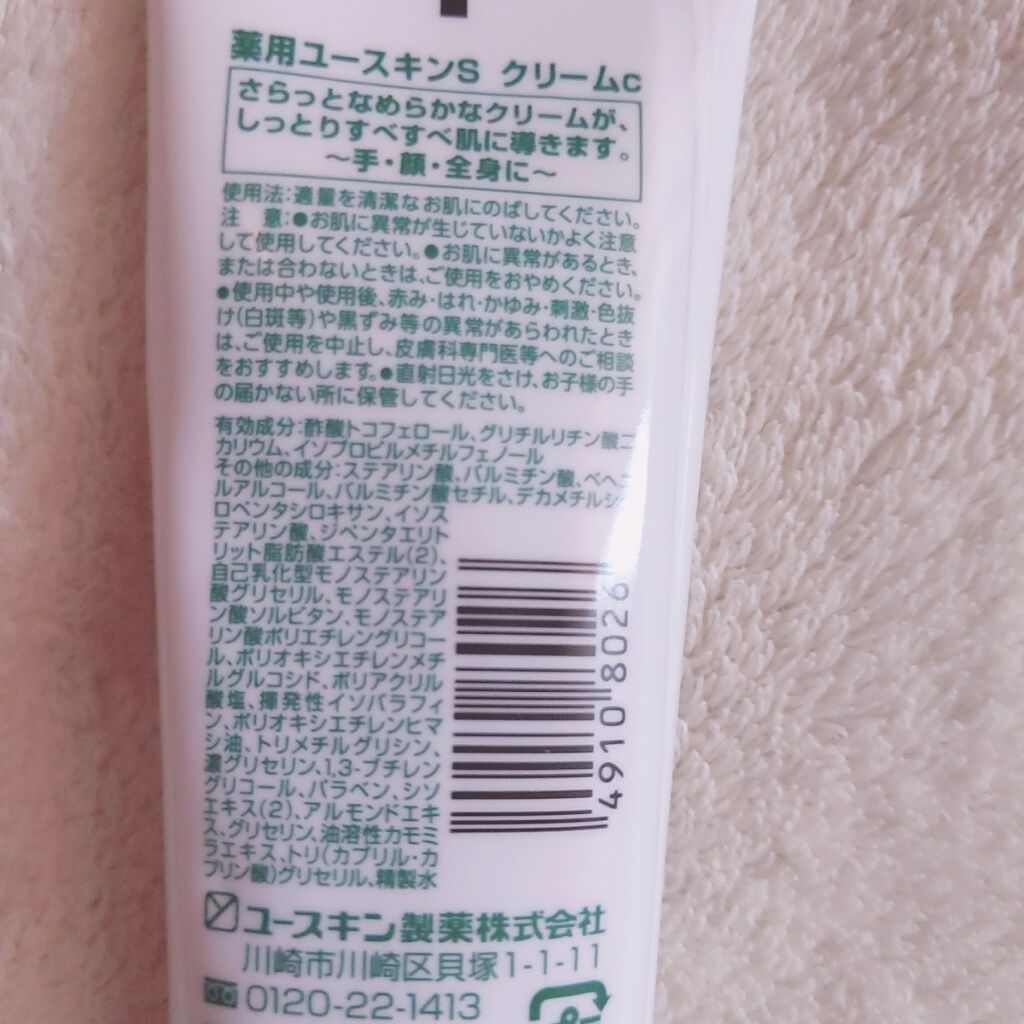 薬用ユースキンS クリームc
さらっとなめらかなクリームが、
しっとりすべすべ肌に導きます。
〜手・顔・全身に〜
使用法:適量を清潔なお肌にのばしてください。
注 意:●お肌に異常が生じていないかよく注意
して使用してください。●お肌に異常があるとき、
または合わないときは、ご使用をおやめください。
●使用中や使用後、赤み・はれ・かゆみ・刺激・色抜
け(白斑等)や黒ずみ等の異常があらわれたとき
は、ご使用を中止し、皮膚科専門医等へのご相談
をおすすめします。●直射日光をさけ、お子様の手
の届かない所に保管してください。
有効成分:酢酸トコフェロール、グリチルリチン酸ニ
カリウム、イソプロピルメチルフェノール
その他の成分:ステアリン酸、パルミチン酸、ベヘニ
ルアルコール、パルミチン酸セチル、デカメチルシ
ロペンタシロキサン、イソス
テアリン酸、ジペンタエリト
リット脂肪酸エステル(2)、
自己乳化型モノステアリン
酸グリセリル、モノステアリ
ン酸ソルビタン、モノステア
リン酸ポリエチレングリコー
ル、ポリオキシエチレンメチ
ルグルコシド、ポリアクリル
酸塩、揮発性イソパラフィ
ン、ポリオキシエチレンヒマ
シ油、トリメチルグリシン、
濃グリセリン、1,3-ブチレン
グリコール、パラベン、シソ
エキス(2)、アルモンドエキ
ス、グリセリン、油溶性カモミ
ラエキス、トリ(カプリル・カ
プリン酸)グリセリル、精製水
ユースキン製薬株式会社
川崎市川崎区貝塚1-1-11
0120-22-1413
4910 8026